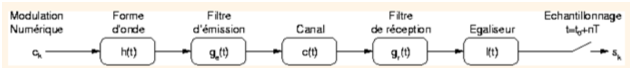 Modulation Numérique
Forme d'onde
Filtre d'émission
Canal
Filtre de réception
Egaliseur
Echantillonnage t=t₀+nT
cₖ
h(t)
gₑ(t)
c(t)
gᵣ(t)
l(t)
sₖ